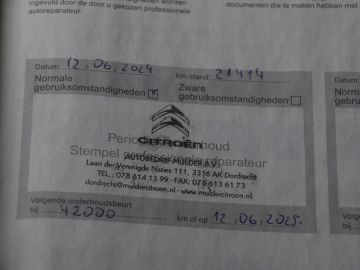 ingevuld door de door u gekozen professionele
autoreparateur.
documenten die te maken hebben met
Datum: 12, 06, 2024
km-stand: 21414
Normale
gebruiksomstandigheden
Zware
gebruiksomstandigheden
CITROËN
Stempel professionele reparateur
AUTOBEDRIJF MULDER B.V.
Laan der Verenigde Naties 111, 3316 AK Dordrecht
TEL.: 078 614 13 99 - FAX: 078 613 61 73
dordrecht@muldercitroen.nl - www.muldercitroen.nl
Volgende onderhoudsbeurt
bij 42000 km of op 12, 06, 2025.